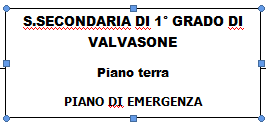 S.SECONDARIA DI 1° GRADO DI
VALVASONE
Piano terra
PIANO DI EMERGENZA